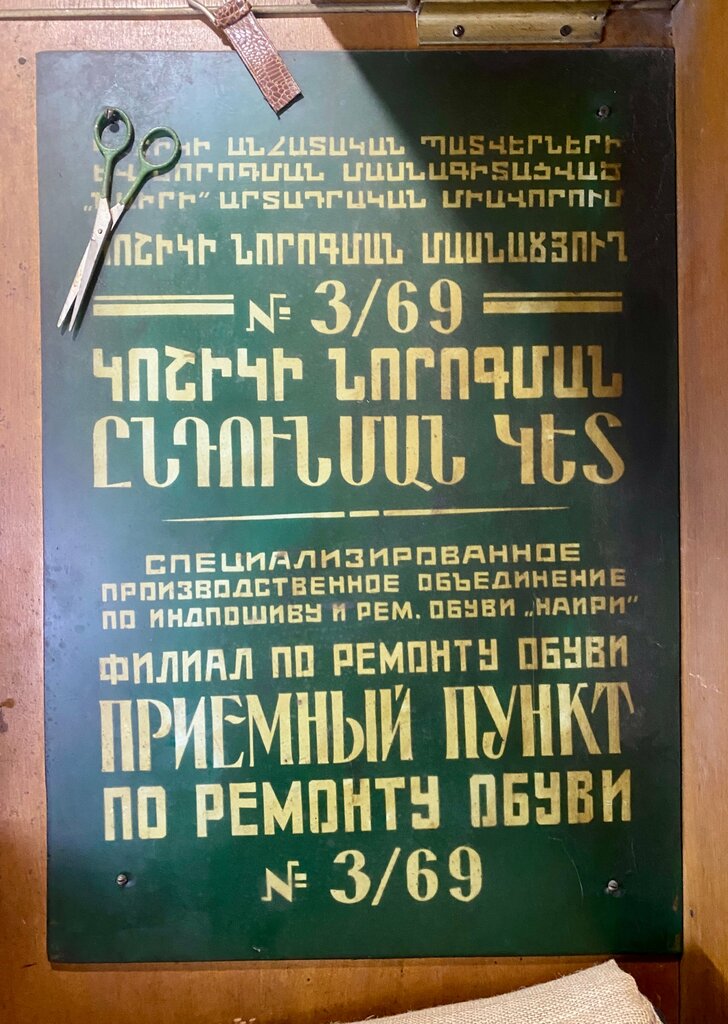 ԿՈՇԻԿԻ ԱՆՀԱՏԱԿԱՆ ՊԱՏՎԵՐՆԵՐԻ
ԵՎ ՆՈՐՈԳՄԱՆ ՄԱՍՆԱԳԻՏԱՑՎԱԾ
„ՆԱԻՐԻ" ԱՐՏԱԴՐԱԿԱՆ ՄԻԱՎՈՐՈՒՄ
ԿՈՇԻԿԻ ՆՈՐՈԳՄԱՆ ՄԱՍՆԱՃՅՈՒՂ
№ 3/69
ԿՈՇԻԿԻ ՆՈՐՈԳՄԱՆ
ԸՆԴՈՒՆՄԱՆ ԿԵՏ
СПЕЦИАЛИЗИРОВАННОЕ
ПРОИЗВОДСТВЕННОЕ ОБЪЕДИНЕНИЕ
ПО ИНДПОШИВУ И РЕМ. ОБУВИ „НАИРИ"
ФИЛИАЛ ПО РЕМОНТУ ОБУВИ
ПРИЕМНЫЙ ПУНКТ
ПО РЕМОНТУ ОБУВИ
№ 3/69